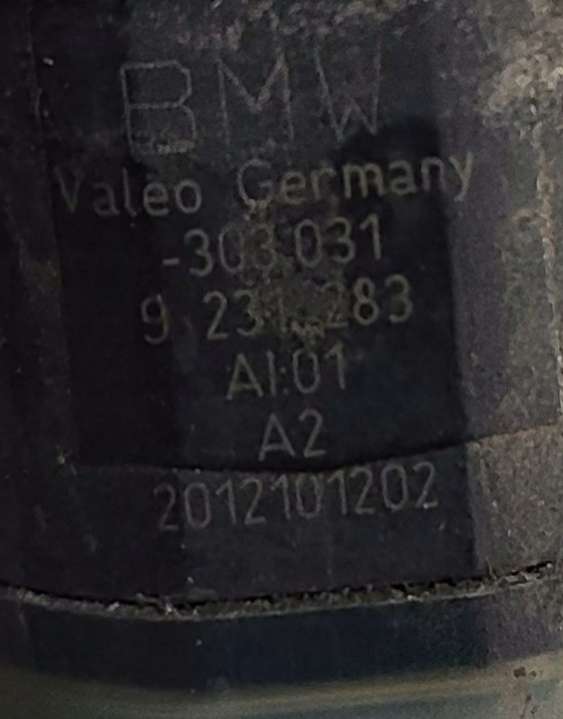 BMW
Valeo Germany
-303.031
9 231 283
AI:01
A2
2012101202